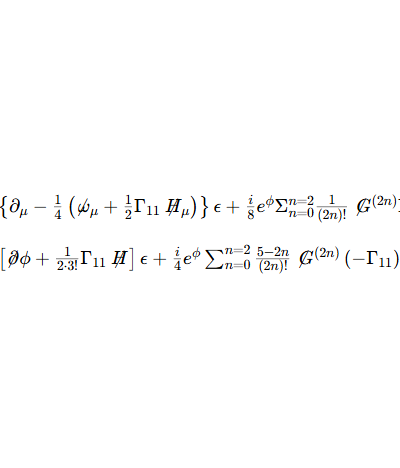 {∂̸_μ − 1/4 (ω̸_μ + 1/2 Γ_11 H̸_μ)} ε + i/8 e^ϕ Σ_{n=0}^{n=2} 1/(2n)! G̸^(2n)
[∂̸ϕ + 1/(2·3!) Γ_11 H̸] ε + i/4 e^ϕ ∑_{n=0}^{n=2} (5−2n)/(2n)! G̸^(2n) (−Γ_11)